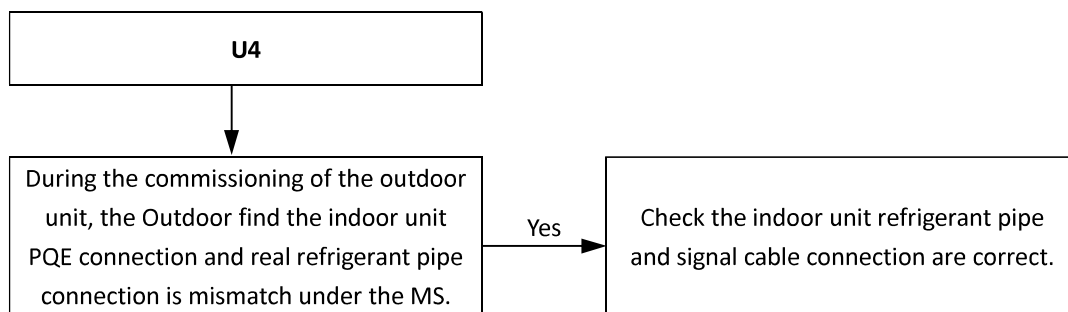 U4
During the commissioning of the outdoor
unit, the Outdoor find the indoor unit
PQE connection and real refrigerant pipe
connection is mismatch under the MS.
Yes
Check the indoor unit refrigerant pipe
and signal cable connection are correct.